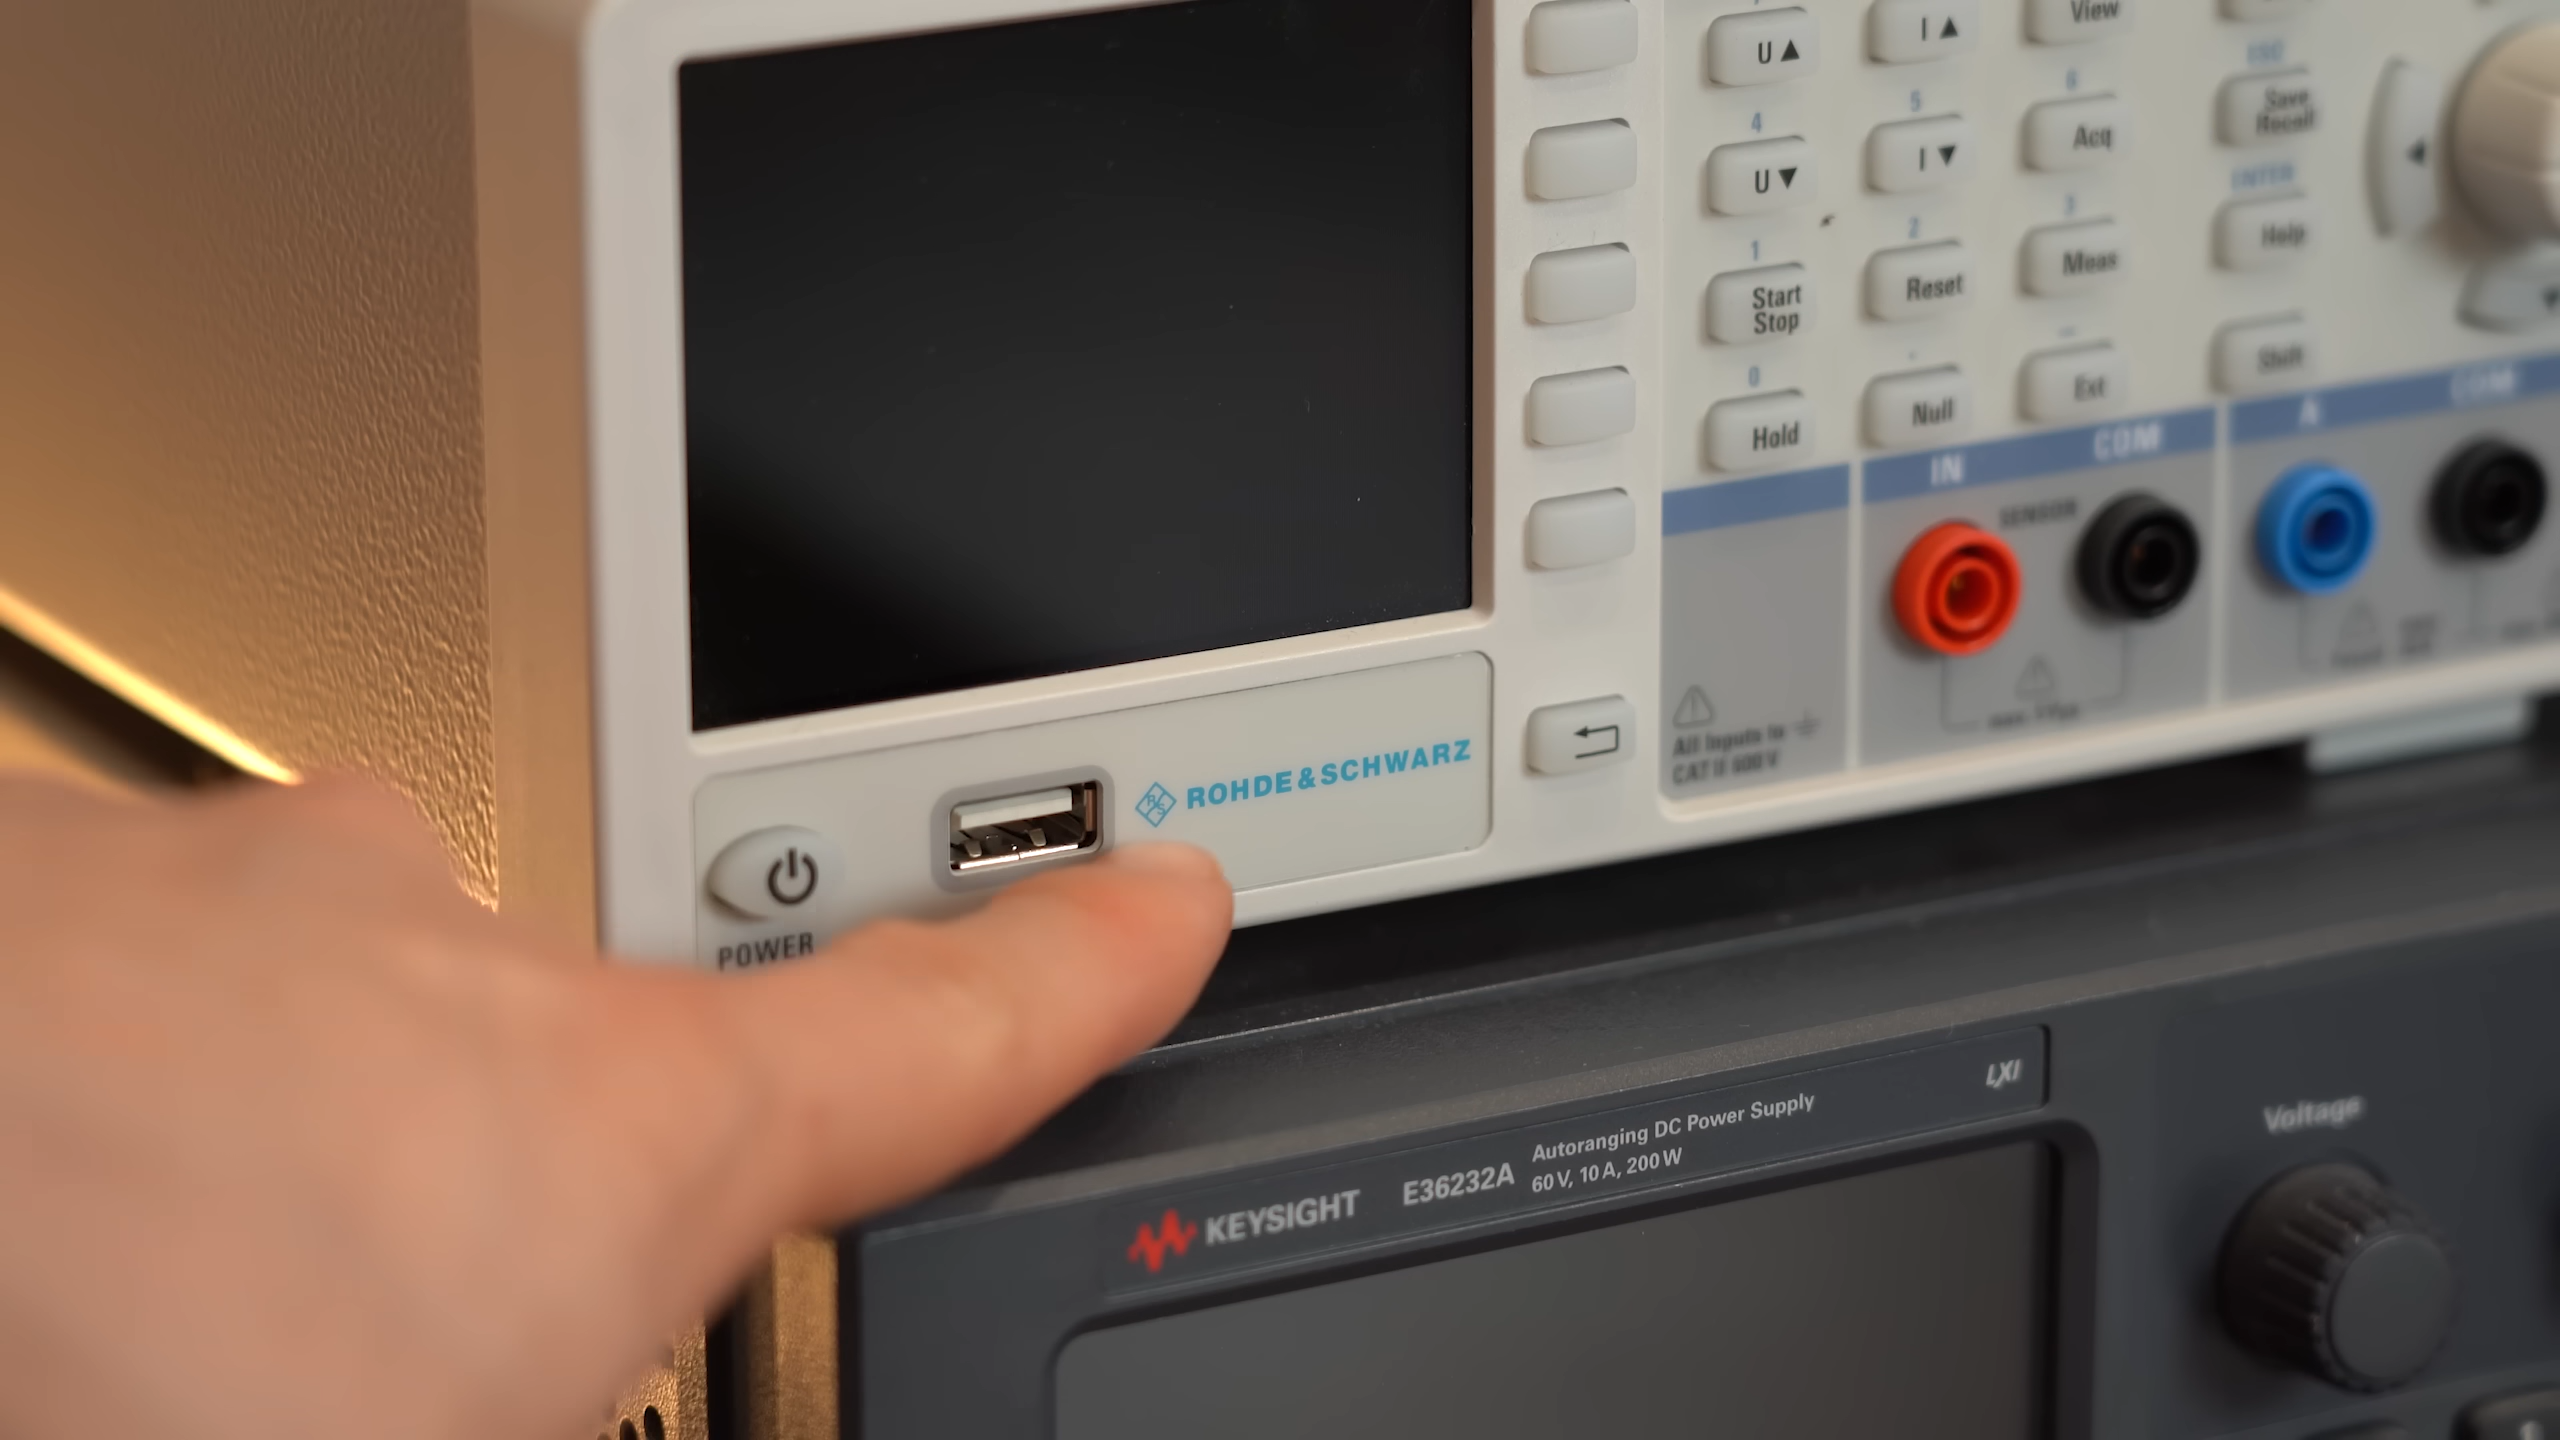 U▲
I▲
View
ESC
4
5
6
U▼
I▼
Acq
Save
Recall
ENTER
1
2
3
Start
Stop
Reset
Meas
Help
0
.
–
Hold
Null
Ext
Shift
IN
COM
A
COM
SENSOR
All Inputs to
CAT II 600 V
ROHDE & SCHWARZ
POWER
LXI
KEYSIGHT
E36232A
Autoranging DC Power Supply
60 V, 10 A, 200 W
Voltage